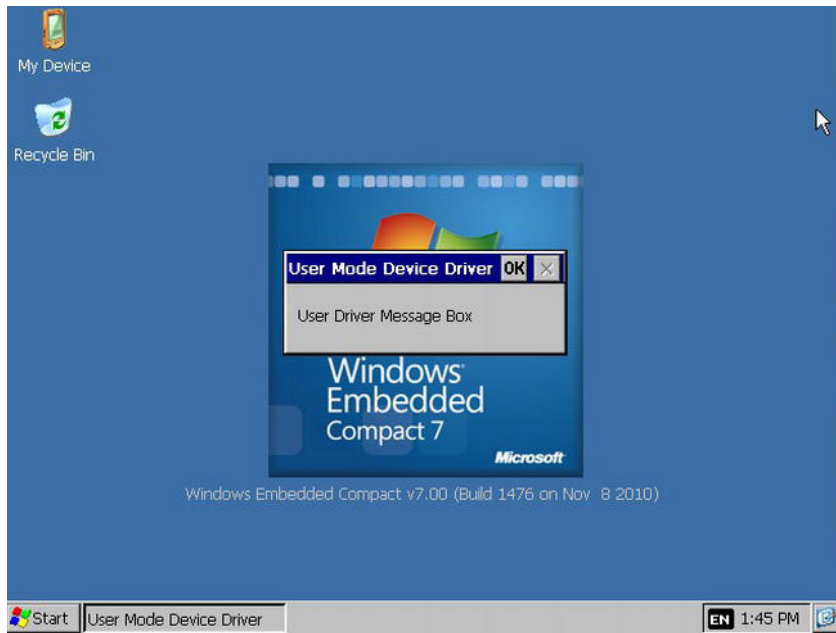 My Device
Recycle Bin
User Mode Device Driver OK
User Driver Message Box
Windows
Embedded
Compact 7
Microsoft
Windows Embedded Compact v7.00 (Build 1476 on Nov  8 2010)
Start User Mode Device Driver EN 1:45 PM